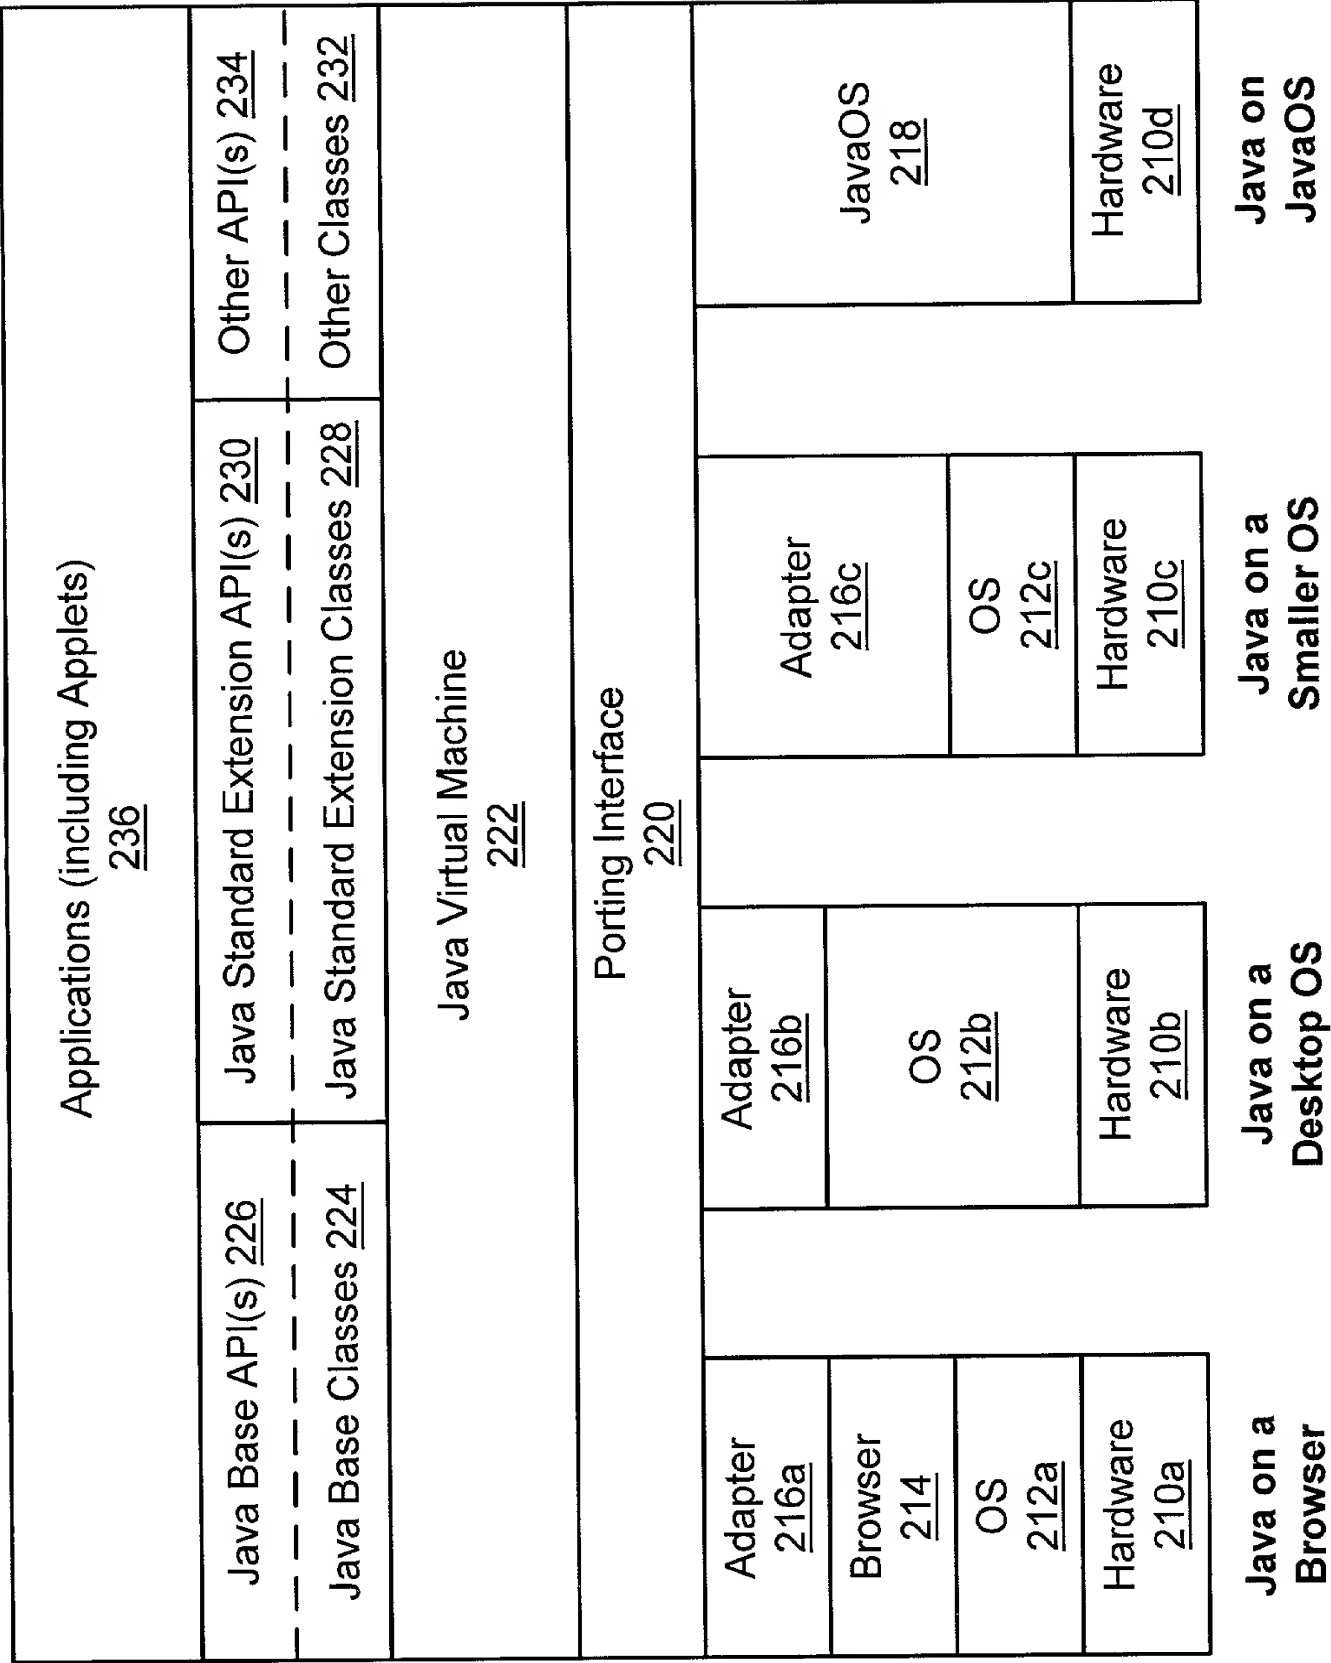 Applications (including Applets)
236
Java Base API(s) 226
Java Standard Extension API(s) 230
Other API(s) 234
Java Base Classes 224
Java Standard Extension Classes 228
Other Classes 232
Java Virtual Machine
222
Porting Interface
220
Adapter
216a
Browser
214
OS
212a
Hardware
210a
Java on a
Browser
Adapter
216b
OS
212b
Hardware
210b
Java on a
Desktop OS
Adapter
216c
OS
212c
Hardware
210c
Java on a
Smaller OS
JavaOS
218
Hardware
210d
Java on
JavaOS